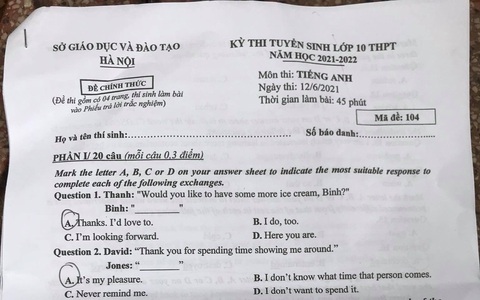 SỞ GIÁO DỤC VÀ ĐÀO TẠO
HÀ NỘI
ĐỀ CHÍNH THỨC
(Đề thi gồm có 04 trang, thí sinh làm bài
vào Phiếu trả lời trắc nghiệm)
KỲ THI TUYỂN SINH LỚP 10 THPT
NĂM HỌC 2021-2022
Môn thi: TIẾNG ANH
Ngày thi: 12/6/2021
Thời gian làm bài: 45 phút
Mã đề: 104
Họ và tên thí sinh:.......................................................... Số báo danh:......................
PHẦN I/ 20 câu (mỗi câu 0,3 điểm)
Mark the letter A, B, C or D on your answer sheet to indicate the most suitable response to
complete each of the following exchanges.
Question 1. Thanh: "Would you like to have some more ice cream, Binh?"
Binh: "________"
A. Thanks. I'd love to. B. I do, too.
C. I'm looking forward. D. Here you are.
Question 2. David: "Thank you for spending time showing me around."
Jones: "________"
A. It's my pleasure. B. I don't know what time that person comes.
C. Never remind me. D. I don't want to spend it.